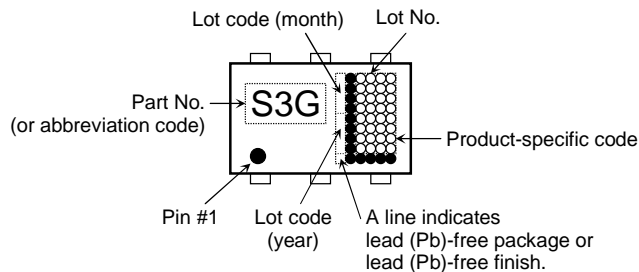 Lot code (month)
Lot No.
Part No.
(or abbreviation code)
S3G
Product-specific code
Pin #1
Lot code
(year)
A line indicates
lead (Pb)-free package or
lead (Pb)-free finish.